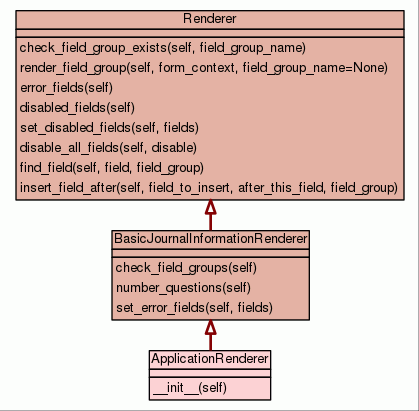 Renderer
check_field_group_exists(self, field_group_name)
render_field_group(self, form_context, field_group_name=None)
error_fields(self)
disabled_fields(self)
set_disabled_fields(self, fields)
disable_all_fields(self, disable)
find_field(self, field, field_group)
insert_field_after(self, field_to_insert, after_this_field, field_group)
BasicJournalInformationRenderer
check_field_groups(self)
number_questions(self)
set_error_fields(self, fields)
ApplicationRenderer
__init__(self)